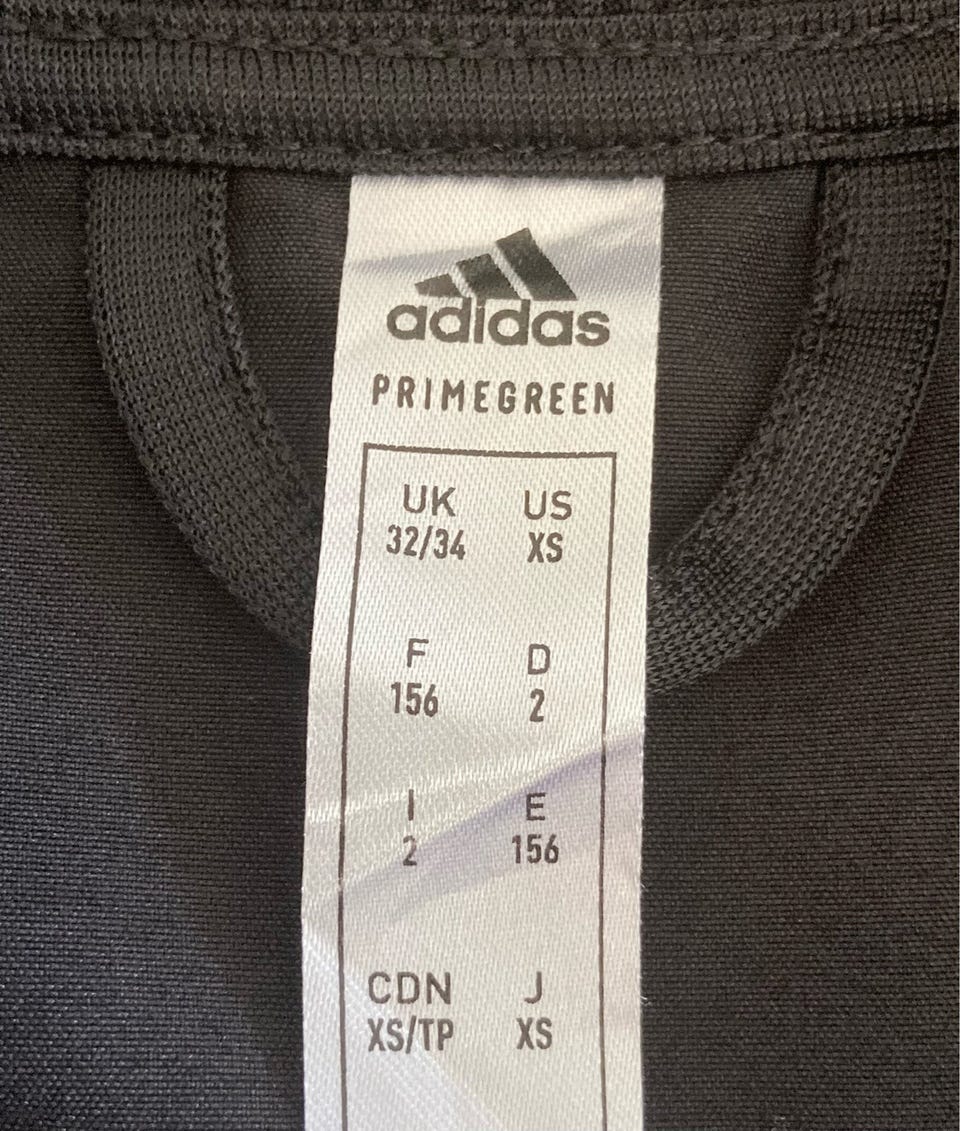 adidas
PRIMEGREEN
UK US
32/34 XS
F D
156 2
I E
2 156
CDN J
XS/TP XS